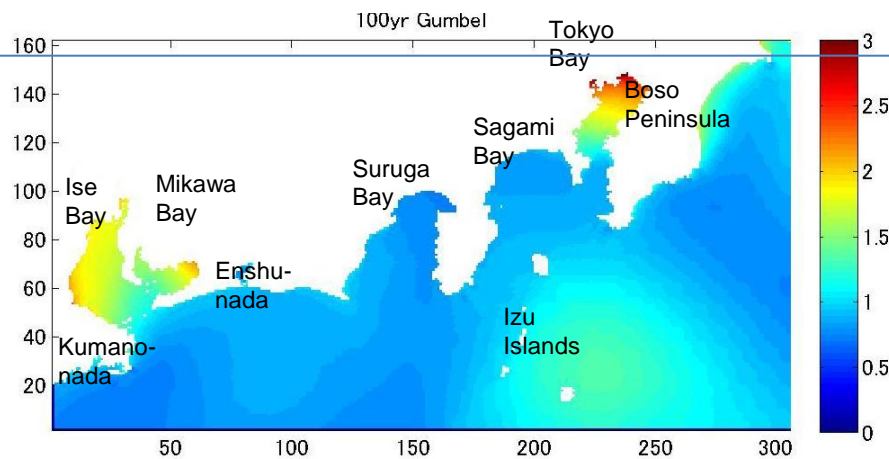 100yr Gumbel
Tokyo
Bay
Boso
Peninsula
Sagami
Bay
Suruga
Bay
Mikawa
Bay
Ise
Bay
Enshu-
nada
Izu
Islands
Kumano-
nada
160
140
120
100
80
60
40
20
50
100
150
200
250
300
3
2.5
2
1.5
1
0.5
0